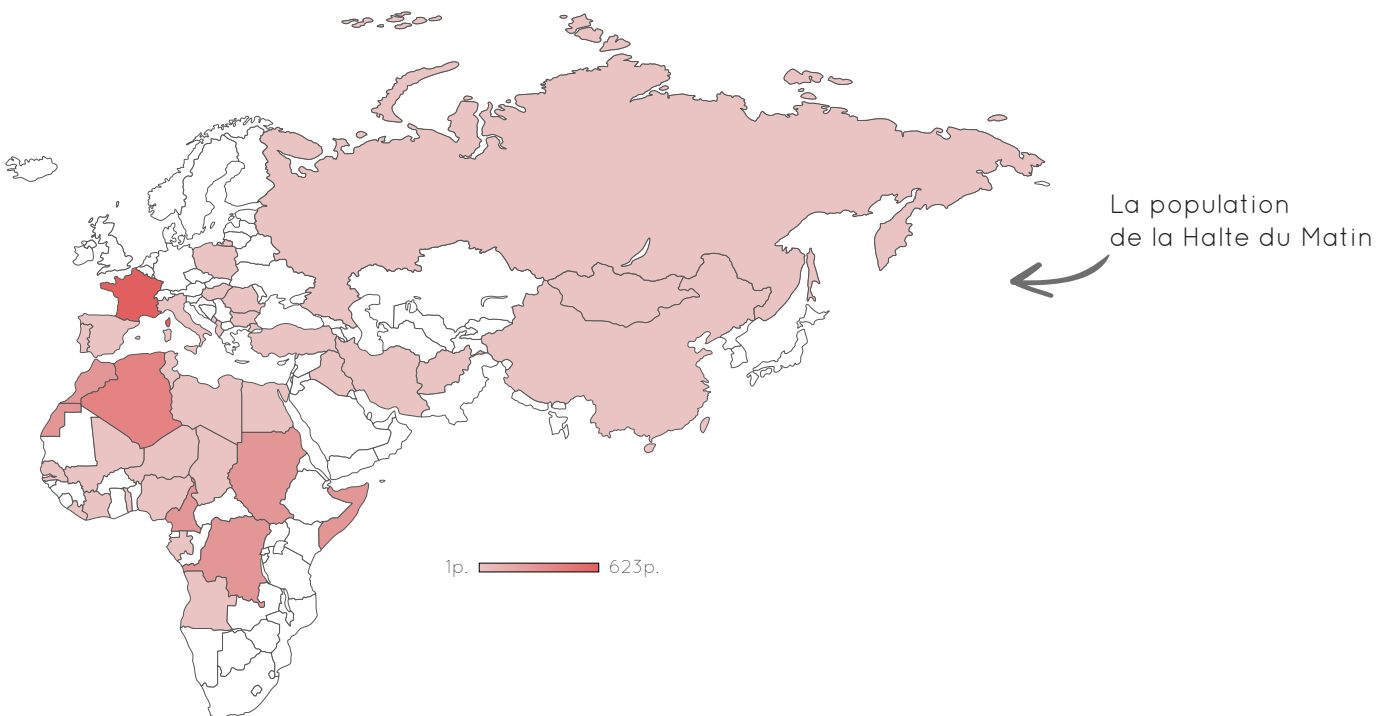 La population
de la Halte du Matin
1p.
623p.